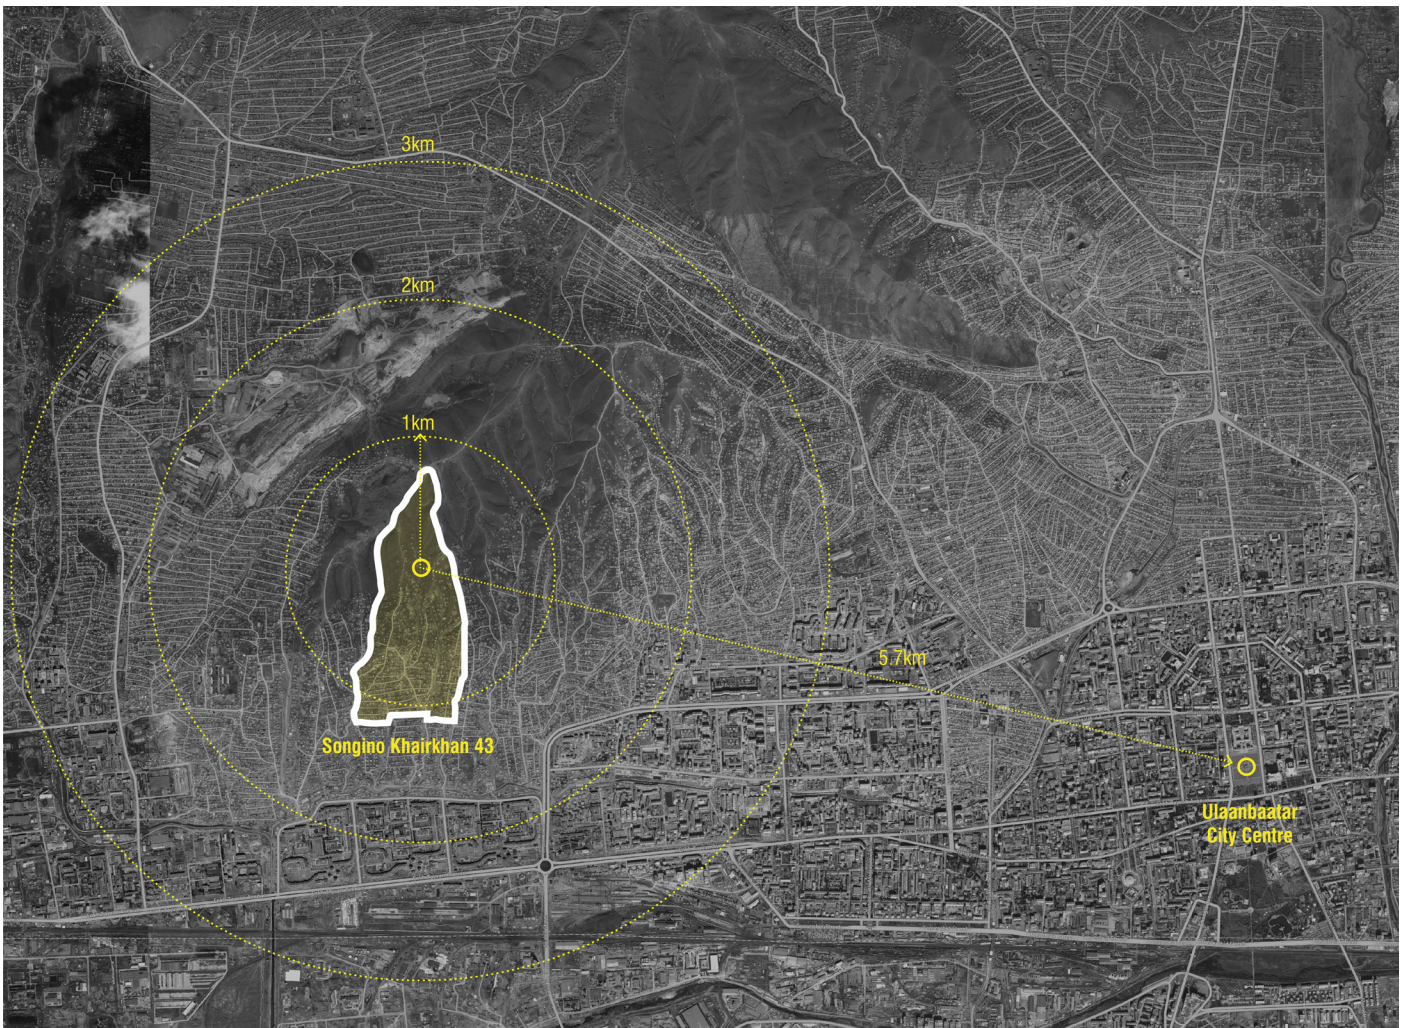 3km
2km
1km
5.7km
Songino Khairkhan 43
Ulaanbaatar
City Centre